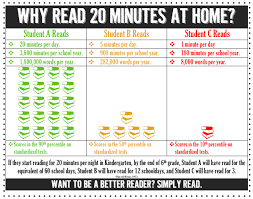 WHY READ 20 MINUTES AT HOME?
Student A Reads
20 minutes per day.
3,600 minutes per school year.
1,800,000 words per year.
Scores in the 90th percentile on
standardized tests.
Student B Reads
5 minutes per day.
900 minutes per school year.
282,000 words per year.
Scores in the 50th percentile on
standardized tests.
Student C Reads
1 minute per day
180 minutes per school year.
8,000 words per year.
Scores in the 10th percentile on
standardized tests.
If they start reading for 20 minutes per night in Kindergarten, by the end of 6th grade, Student A will have read for the
equivalent of 60 school days, Student B will have read for 12 school days, and Student C will have read for 3.
WANT TO BE A BETTER READER? SIMPLY READ.